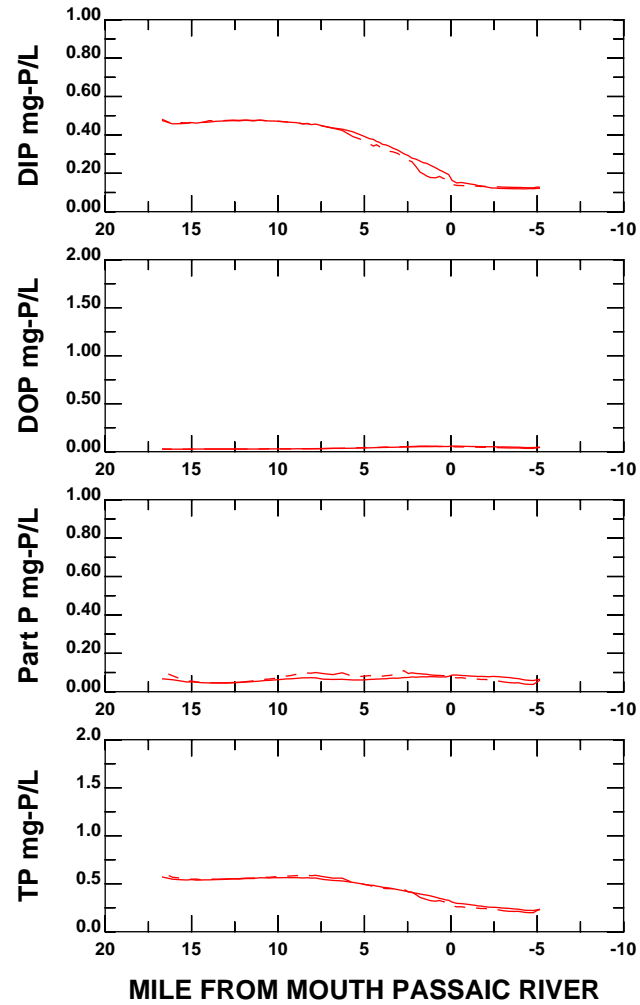 DIP mg-P/L
1.00
0.80
0.60
0.40
0.20
0.00
20 15 10 5 0 -5 -10
DOP mg-P/L
2.00
1.50
1.00
0.50
0.00
20 15 10 5 0 -5 -10
Part P mg-P/L
1.00
0.80
0.60
0.40
0.20
0.00
20 15 10 5 0 -5 -10
TP mg-P/L
2.0
1.5
1.0
0.5
0.0
20 15 10 5 0 -5 -10
MILE FROM MOUTH PASSAIC RIVER